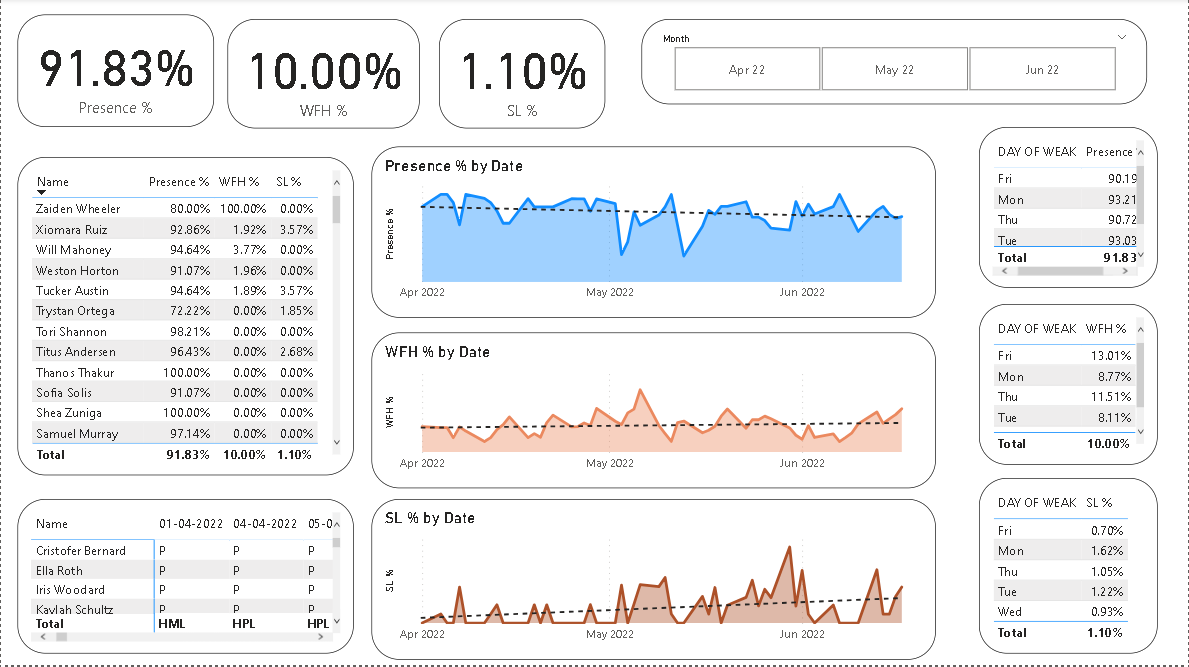 91.83%
Presence %
10.00%
WFH %
1.10%
SL %
Month
Apr 22 May 22 Jun 22
Name Presence % WFH % SL %
Zaiden Wheeler 80.00% 100.00% 0.00%
Xiomara Ruiz 92.86% 1.92% 3.57%
Will Mahoney 94.64% 3.77% 0.00%
Weston Horton 91.07% 1.96% 0.00%
Tucker Austin 94.64% 1.89% 3.57%
Trystan Ortega 72.22% 0.00% 1.85%
Tori Shannon 98.21% 0.00% 0.00%
Titus Andersen 96.43% 0.00% 2.68%
Thanos Thakur 100.00% 0.00% 0.00%
Sofia Solis 91.07% 0.00% 0.00%
Shea Zuniga 100.00% 0.00% 0.00%
Samuel Murray 97.14% 0.00% 0.00%
Total 91.83% 10.00% 1.10%
Name 01-04-2022 04-04-2022 05-0
Cristofer Bernard P P P
Ella Roth P P P
Iris Woodard P P P
Kaylah Schultz P P P
Total HML HPL HPL
Presence % by Date
Presence %
Apr 2022 May 2022 Jun 2022
WFH % by Date
WFH %
Apr 2022 May 2022 Jun 2022
SL % by Date
SL %
Apr 2022 May 2022 Jun 2022
DAY OF WEAK Presence
Fri 90.19
Mon 93.21
Thu 90.72
Tue 93.03
Total 91.83
DAY OF WEAK WFH %
Fri 13.01%
Mon 8.77%
Thu 11.51%
Tue 8.11%
Total 10.00%
DAY OF WEAK SL %
Fri 0.70%
Mon 1.62%
Thu 1.05%
Tue 1.22%
Wed 0.93%
Total 1.10%